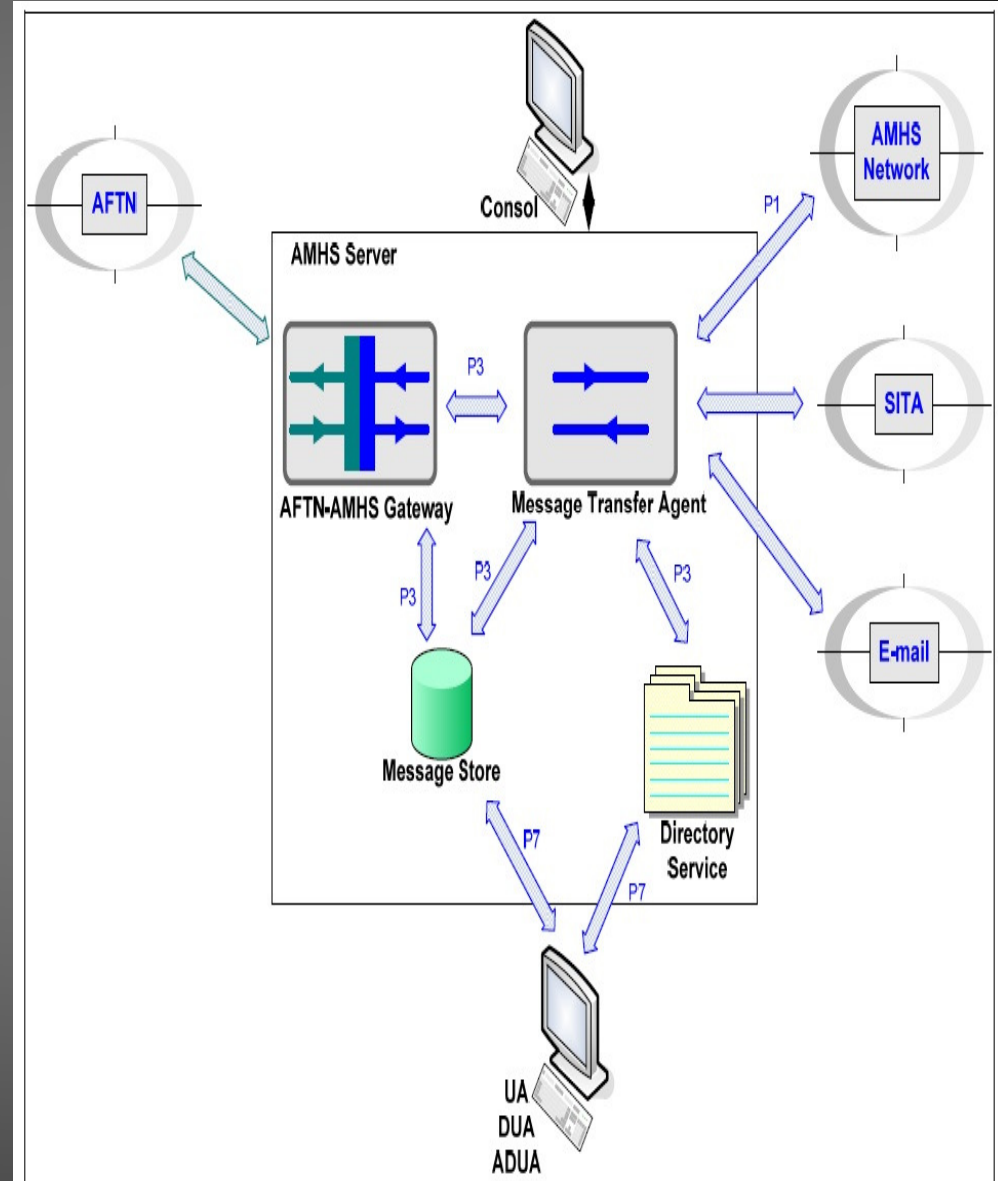 AFTN
Consol
AMHS
Network
P1
AMHS Server
P3
SITA
AFTN-AMHS Gateway
Message Transfer Agent
P3
P3
P3
E-mail
Message Store
Directory
Service
P7
P7
UA
DUA
ADUA